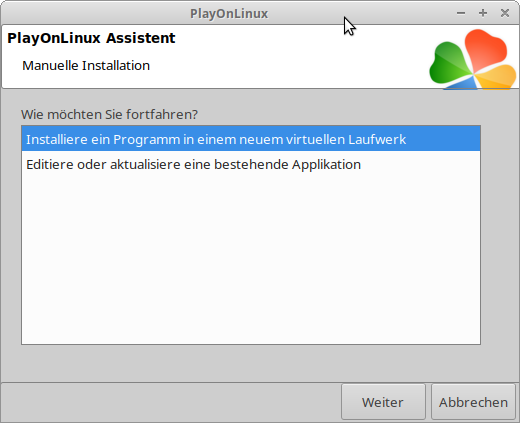 PlayOnLinux
PlayOnLinux Assistent
Manuelle Installation
Wie möchten Sie fortfahren?
Installiere ein Programm in einem neuem virtuellen Laufwerk
Editiere oder aktualisiere eine bestehende Applikation
Weiter
Abbrechen